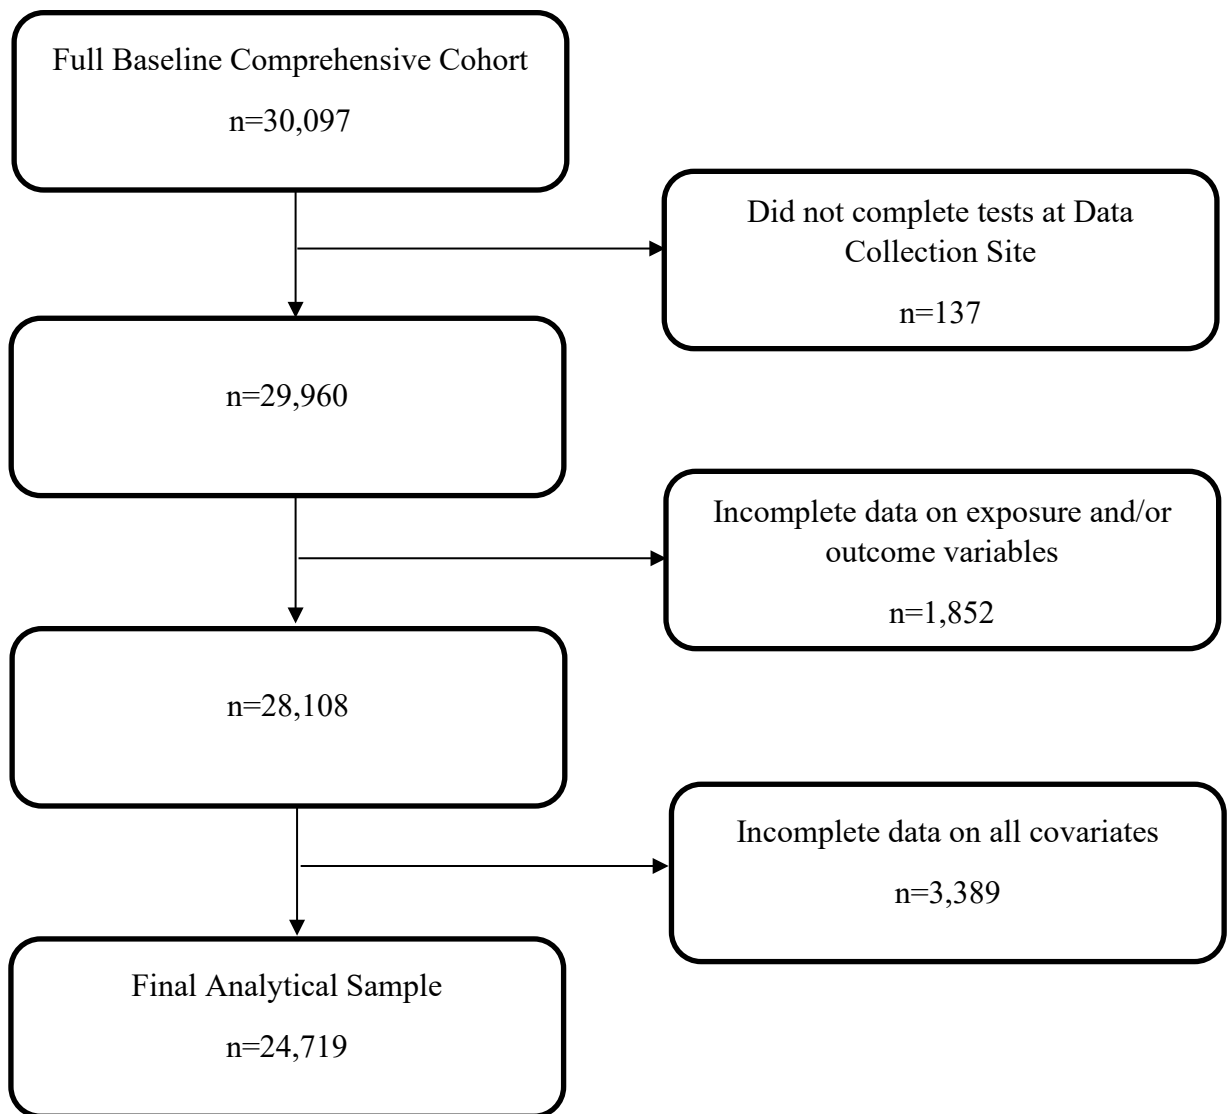 Full Baseline Comprehensive Cohort
n=30,097
Did not complete tests at Data
Collection Site
n=137
n=29,960
Incomplete data on exposure and/or
outcome variables
n=1,852
n=28,108
Incomplete data on all covariates
n=3,389
Final Analytical Sample
n=24,719